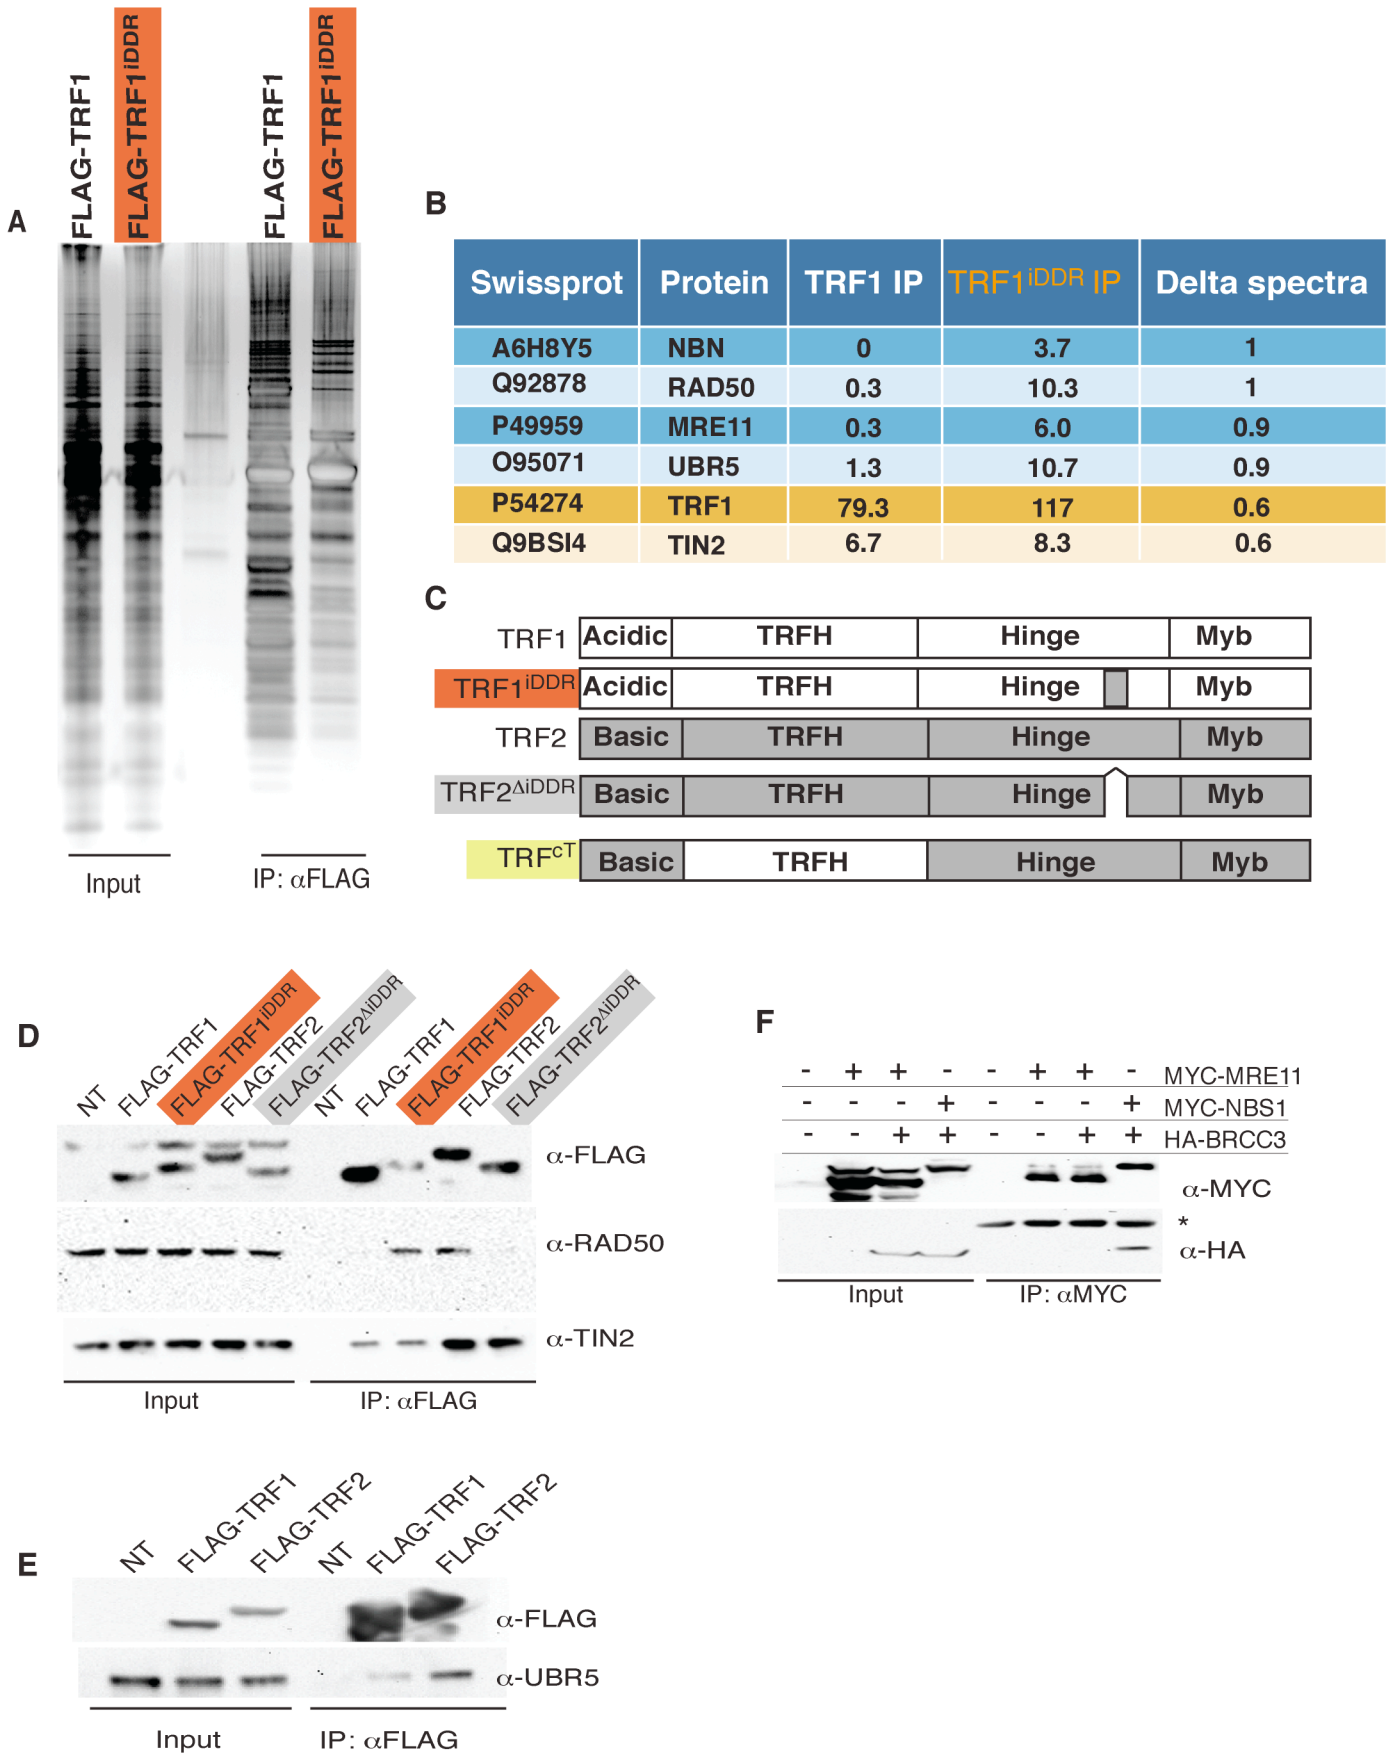 A
FLAG-TRF1
FLAG-TRF1iDDR
FLAG-TRF1
FLAG-TRF1iDDR
Input
IP: αFLAG
B
Swissprot Protein TRF1 IP TRF1iDDR IP Delta spectra
A6H8Y5 NBN 0 3.7 1
Q92878 RAD50 0.3 10.3 1
P49959 MRE11 0.3 6.0 0.9
O95071 UBR5 1.3 10.7 0.9
P54274 TRF1 79.3 117 0.6
Q9BSI4 TIN2 6.7 8.3 0.6
C
TRF1 Acidic TRFH Hinge Myb
TRF1iDDR Acidic TRFH Hinge Myb
TRF2 Basic TRFH Hinge Myb
TRF2ΔiDDR Basic TRFH Hinge Myb
TRFcT Basic TRFH Hinge Myb
D
NT
FLAG-TRF1
FLAG-TRF1iDDR
FLAG-TRF2
FLAG-TRF2ΔiDDR
NT
FLAG-TRF1
FLAG-TRF1iDDR
FLAG-TRF2
FLAG-TRF2ΔiDDR
α-FLAG
α-RAD50
α-TIN2
Input IP: αFLAG
E
NT
FLAG-TRF1
FLAG-TRF2
NT
FLAG-TRF1
FLAG-TRF2
α-FLAG
α-UBR5
Input IP: αFLAG
F
- + + - - + + - MYC-MRE11
- - - + - - - + MYC-NBS1
- - + + - - + + HA-BRCC3
α-MYC
*
α-HA
Input IP: αMYC